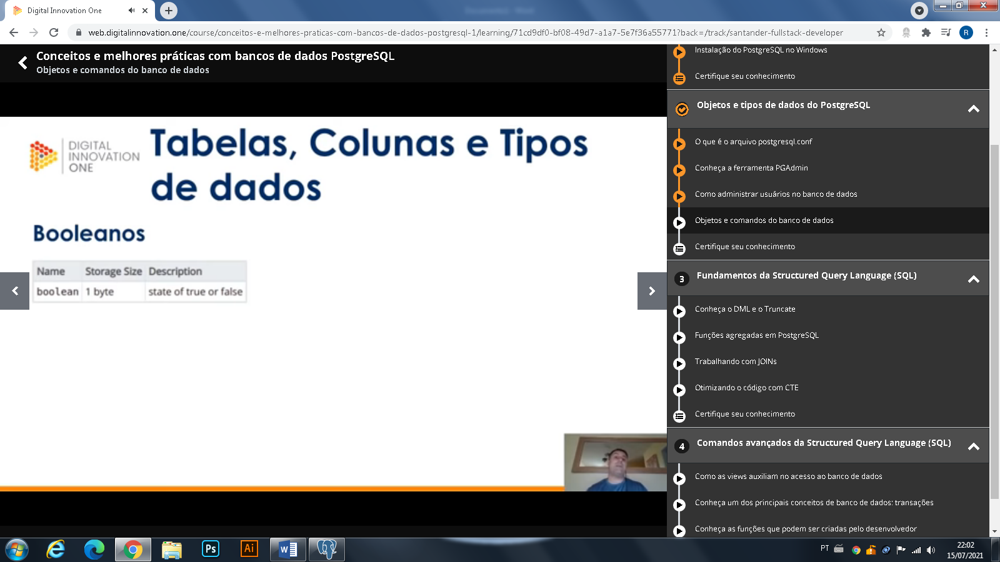 Digital Innovation One
web.digitalinnovation.one/course/conceitos-e-melhores-praticas-com-bancos-de-dados-postgresql-1/learning/71cd9df0-bf08-49d7-a1a7-5e7f36a55771?back=/track/santander-fullstack-developer
R
Conceitos e melhores práticas com bancos de dados PostgreSQL
Objetos e comandos do banco de dados
DIGITAL
INNOVATION
ONE
Tabelas, Colunas e Tipos
de dados
Booleanos
Name Storage Size Description
boolean 1 byte state of true or false
Instalação do PostgreSQL no Windows
Certifique seu conhecimento
Objetos e tipos de dados do PostgreSQL
O que é o arquivo postgresql.conf
Conheça a ferramenta PGAdmin
Como administrar usuários no banco de dados
Objetos e comandos do banco de dados
Certifique seu conhecimento
3 Fundamentos da Structured Query Language (SQL)
Conheça o DML e o Truncate
Funções agregadas em PostgreSQL
Trabalhando com JOINs
Otimizando o código com CTE
Certifique seu conhecimento
4 Comandos avançados da Structured Query Language (SQL)
Como as views auxiliam no acesso ao banco de dados
Conheça um dos principais conceitos de banco de dados: transações
Conheça as funções que podem ser criadas pelo desenvolvedor
Ps
Ai
W
PT
22:02
15/07/2021